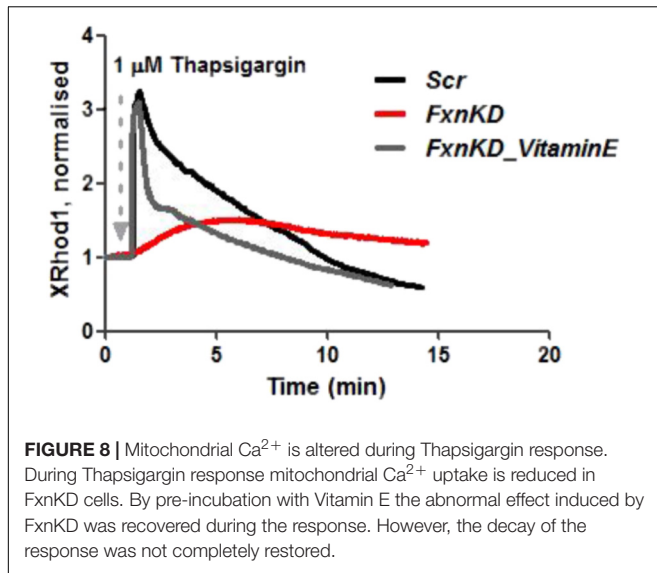 4
1 μM Thapsigargin
Scr
FxnKD
FxnKD_VitaminE
3
2
1
0
XRhod1, normalised
0
5
10
15
20
Time (min)
FIGURE 8 | Mitochondrial Ca²⁺ is altered during Thapsigargin response.
During Thapsigargin response mitochondrial Ca²⁺ uptake is reduced in
FxnKD cells. By pre-incubation with Vitamin E the abnormal effect induced by
FxnKD was recovered during the response. However, the decay of the
response was not completely restored.